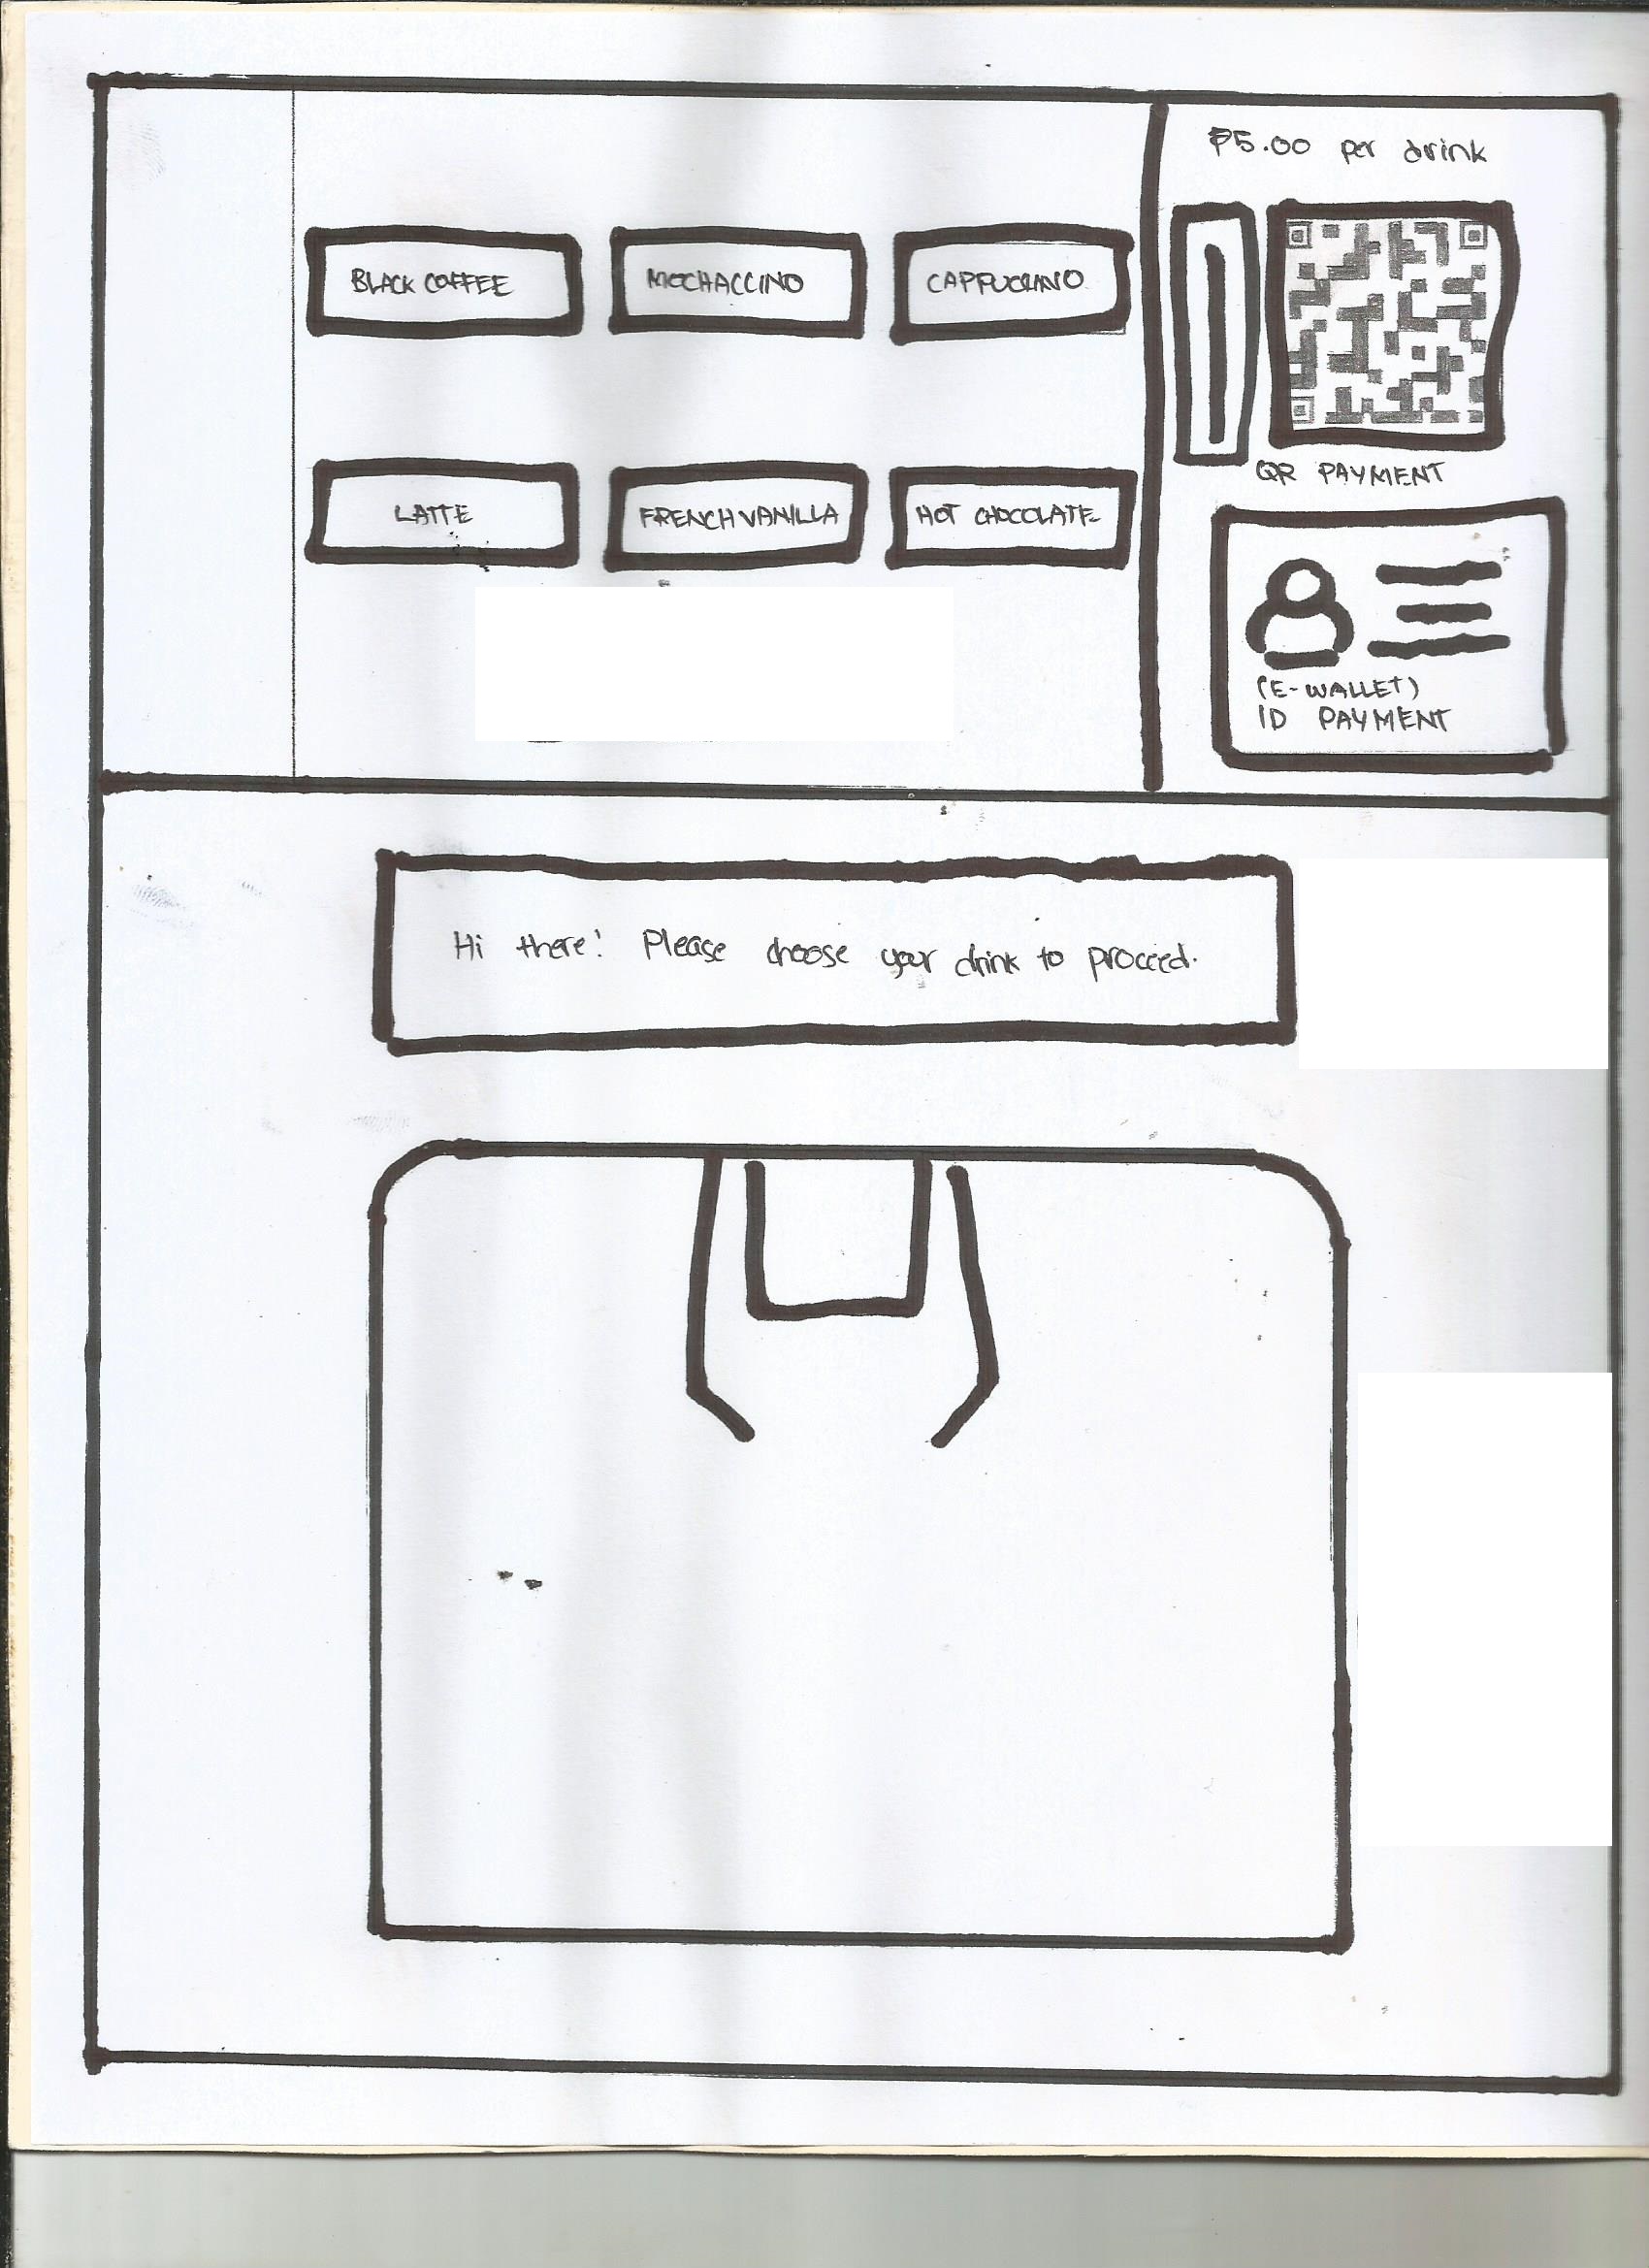 ₱5.00 per drink
BLACK COFFEE
MOCHACCINO
CAPPUCCINO
QR PAYMENT
LATTE
FRENCH VANILLA
HOT CHOCOLATE
(E-WALLET)
ID PAYMENT
Hi there! Please choose your drink to proceed.